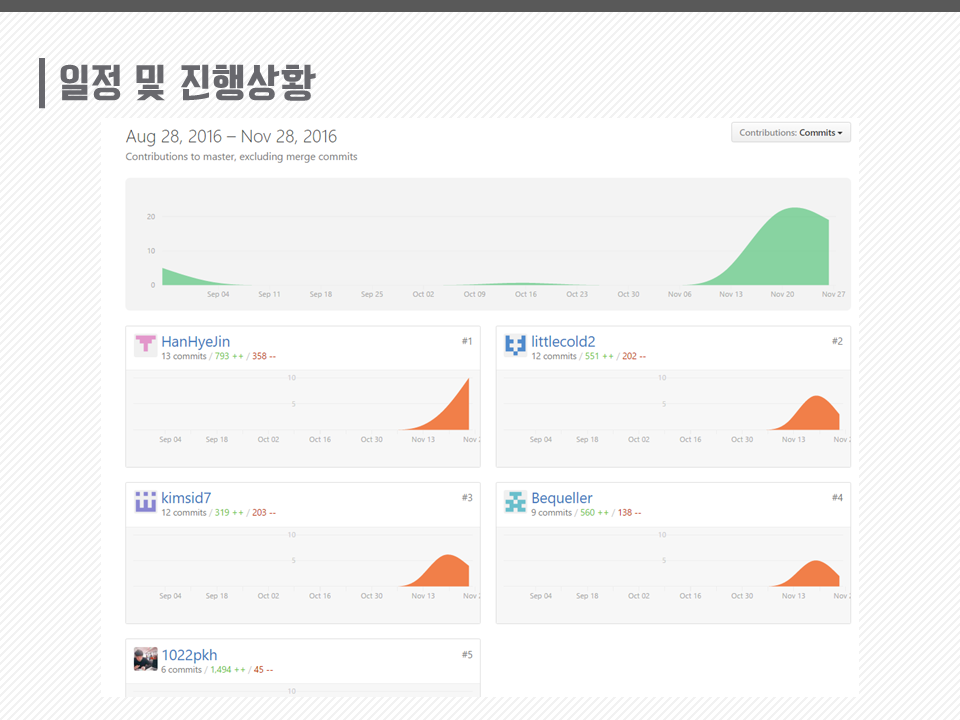 일정 및 진행상황
Aug 28, 2016 – Nov 28, 2016
Contributions: Commits
Contributions to master, excluding merge commits
20
10
0
Sep 04 Sep 11 Sep 18 Sep 25 Oct 02 Oct 09 Oct 16 Oct 23 Oct 30 Nov 06 Nov 13 Nov 20 Nov 27
HanHyeJin #1
13 commits / 793 ++ / 358 --
10
5
Sep 04 Sep 18 Oct 02 Oct 16 Oct 30 Nov 13 Nov
littlecold2 #2
12 commits / 551 ++ / 202 --
10
5
Sep 04 Sep 18 Oct 02 Oct 16 Oct 30 Nov 13 Nov
kimsid7 #3
12 commits / 319 ++ / 203 --
10
5
Sep 04 Sep 18 Oct 02 Oct 16 Oct 30 Nov 13 Nov
Bequeller #4
9 commits / 560 ++ / 138 --
10
5
Sep 04 Sep 18 Oct 02 Oct 16 Oct 30 Nov 13 Nov
1022pkh #5
6 commits / 1,494 ++ / 45 --
10